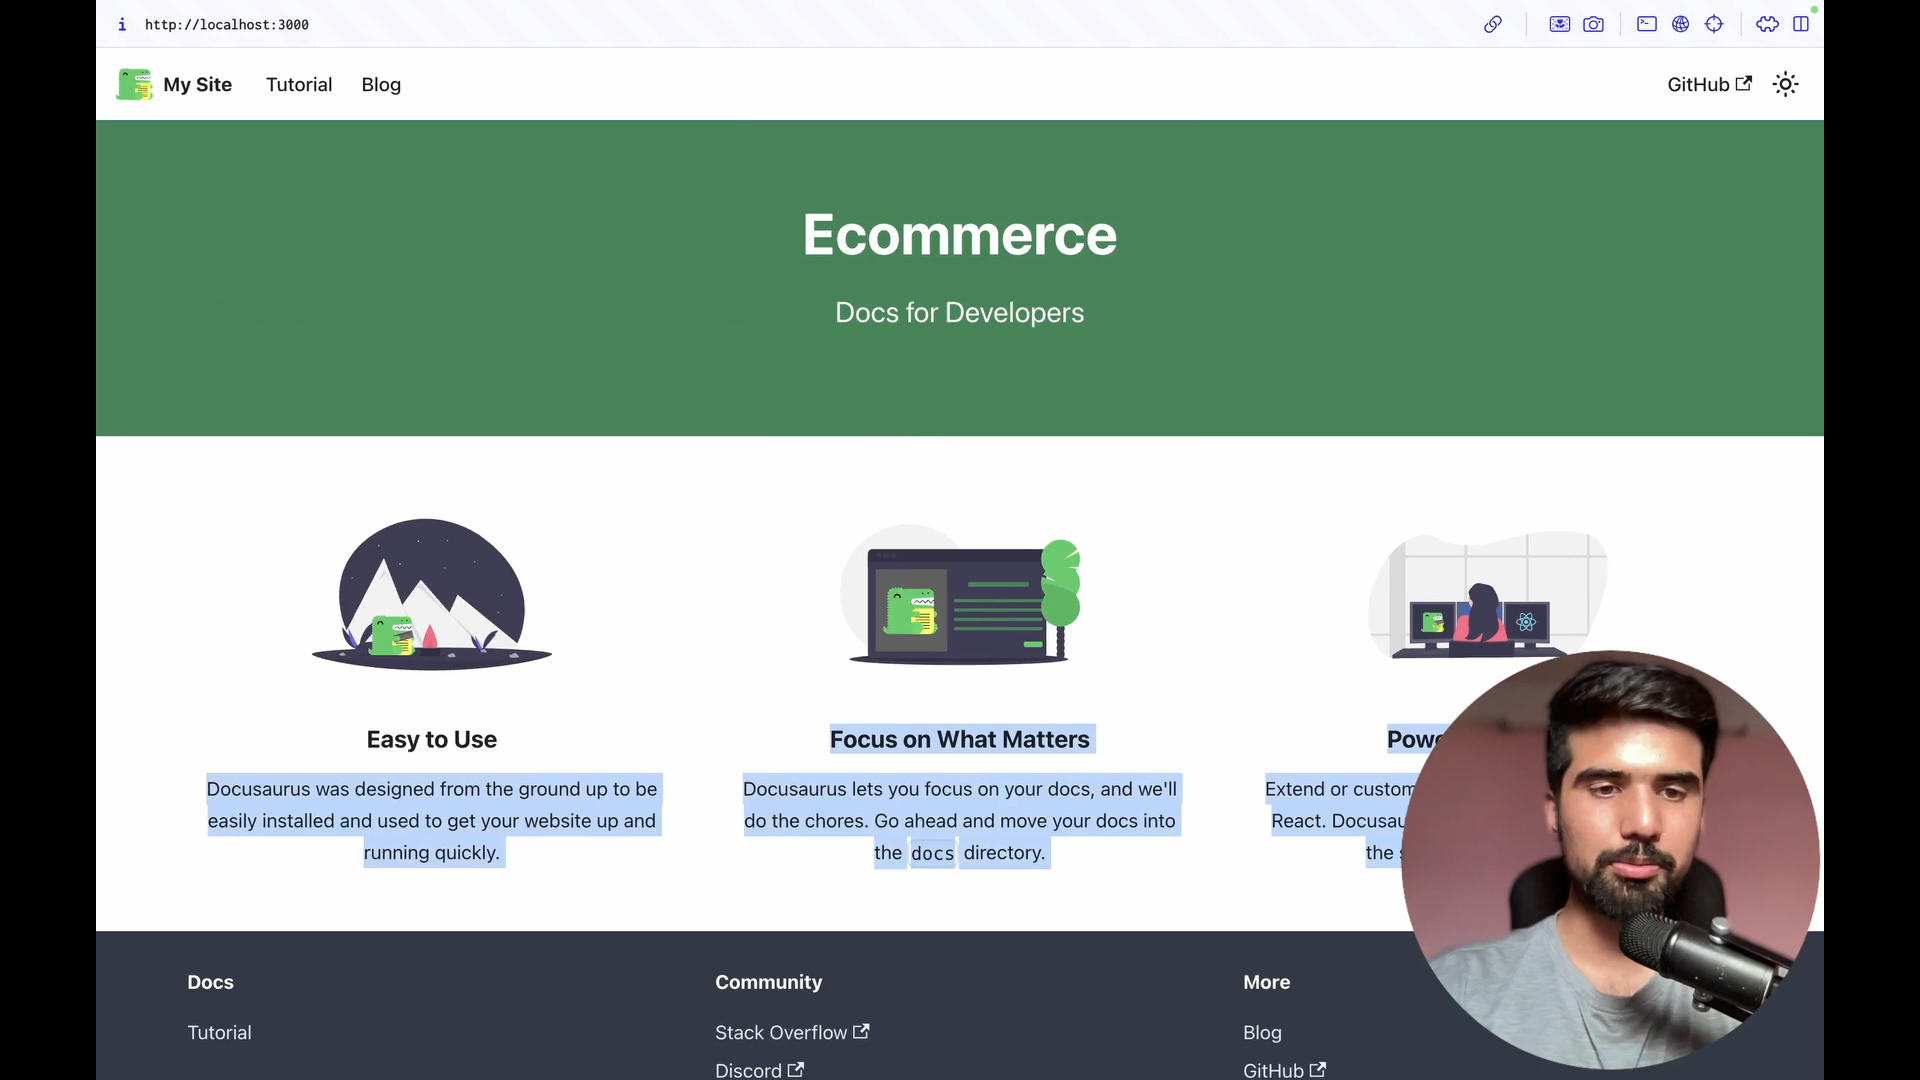 http://localhost:3000
My Site Tutorial Blog GitHub
Ecommerce
Docs for Developers
Easy to Use
Docusaurus was designed from the ground up to be
easily installed and used to get your website up and
running quickly.
Focus on What Matters
Docusaurus lets you focus on your docs, and we'll
do the chores. Go ahead and move your docs into
the docs directory.
Extend or
React.
the
Docs
Tutorial
Community
Stack Overflow
Discord
More
Blog
GitHub